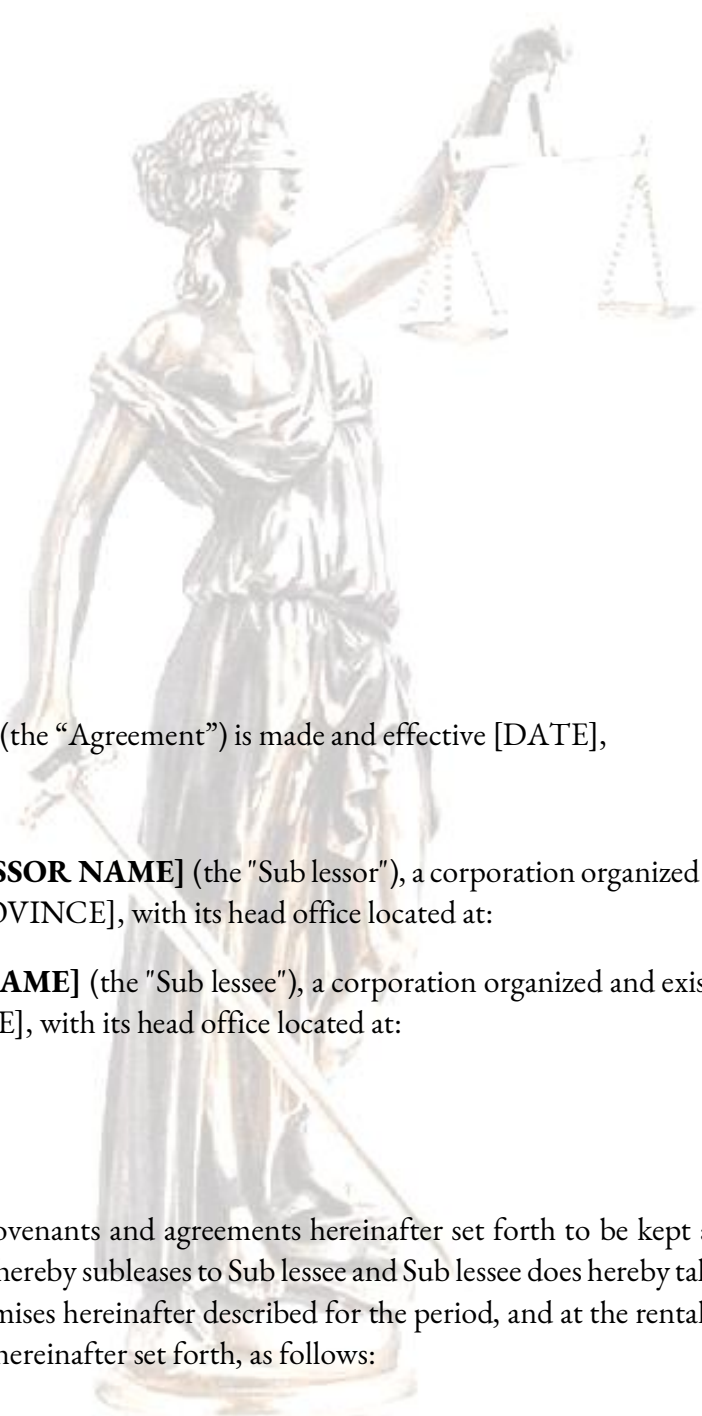 (the “Agreement”) is made and effective [DATE],
SSOR NAME] (the "Sub lessor"), a corporation organized
OVINCE], with its head office located at:
AME] (the "Sub lessee"), a corporation organized and exis
E], with its head office located at:
ovenants and agreements hereinafter set forth to be kept
hereby subleases to Sub lessee and Sub lessee does hereby tal
mises hereinafter described for the period, and at the rental
hereinafter set forth, as follows: